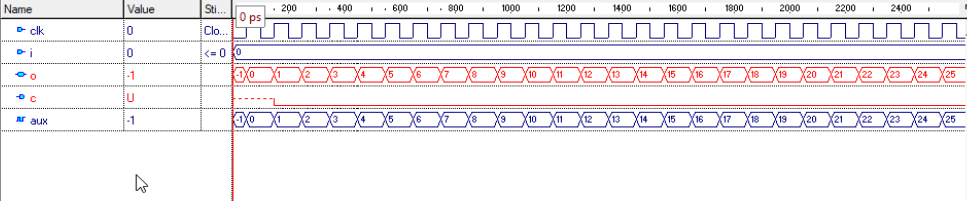 Name Value Sti... 200 400 600 800 1000 1200 1400 1600 1800 2000 2200 2400
0 ps
clk 0 Clo...
i 0 <= 0 0
o -1 -1 0 1 2 3 4 5 6 7 8 9 10 11 12 13 14 15 16 17 18 19 20 21 22 23 24 25
c U
aux -1 -1 0 1 2 3 4 5 6 7 8 9 10 11 12 13 14 15 16 17 18 19 20 21 22 23 24 25